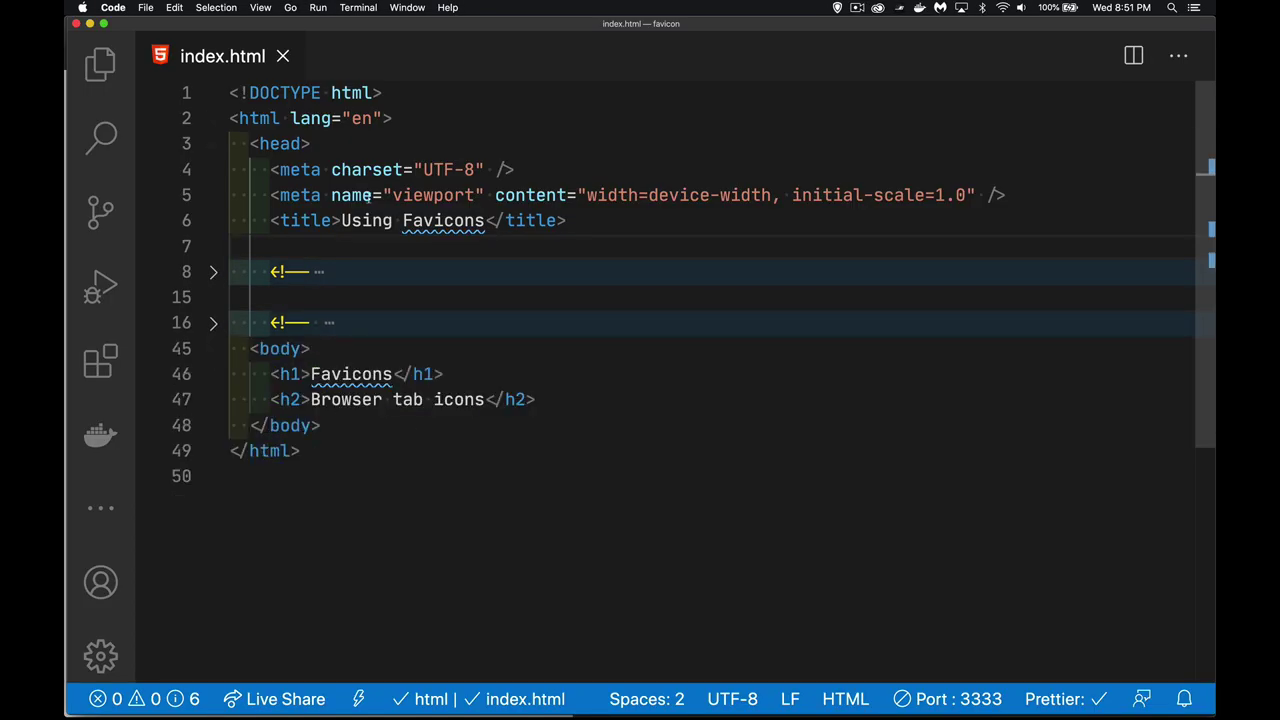 Code File Edit Selection View Go Run Terminal Window Help 100% Wed 8:51 PM
index.html — favicon
index.html
1 <!DOCTYPE html>
2 <html lang="en">
3 <head>
4 <meta charset="UTF-8" />
5 <meta name="viewport" content="width=device-width, initial-scale=1.0" />
6 <title>Using Favicons</title>
7
8 <!-- …
15
16 <!-- …
45 <body>
46 <h1>Favicons</h1>
47 <h2>Browser tab icons</h2>
48 </body>
49 </html>
50
0 0 6 Live Share html | index.html Spaces: 2 UTF-8 LF HTML Port : 3333 Prettier: